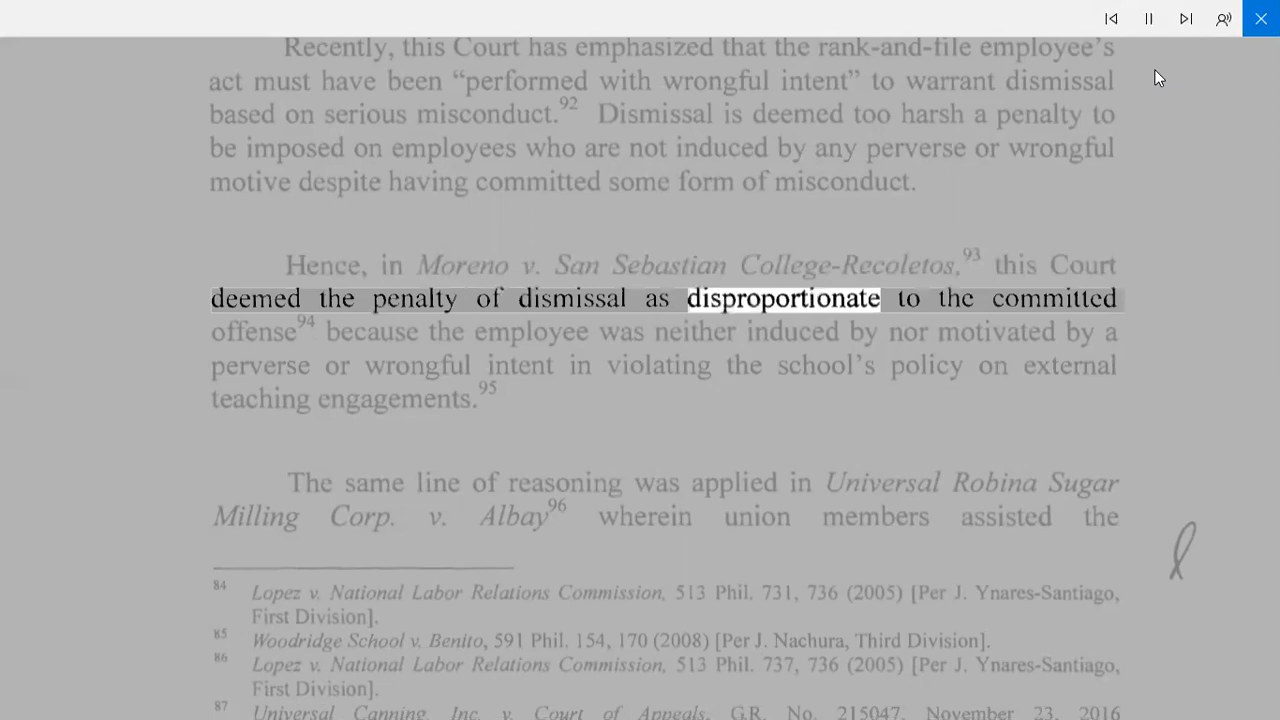 Recently, this Court has emphasized that the rank-and-file employee's
act must have been “performed with wrongful intent” to warrant dismissal
based on serious misconduct.92 Dismissal is deemed too harsh a penalty to
be imposed on employees who are not induced by any perverse or wrongful
motive despite having committed some form of misconduct.
Hence, in Moreno v. San Sebastian College-Recoletos,93 this Court
deemed the penalty of dismissal as disproportionate to the committed
offense94 because the employee was neither induced by nor motivated by a
perverse or wrongful intent in violating the school's policy on external
teaching engagements.95
The same line of reasoning was applied in Universal Robina Sugar
Milling Corp. v. Albay96 wherein union members assisted the
84 Lopez v. National Labor Relations Commission, 513 Phil. 731, 736 (2005) [Per J. Ynares-Santiago,
First Division].
85 Woodridge School v. Benito, 591 Phil. 154, 170 (2008) [Per J. Nachura, Third Division].
86 Lopez v. National Labor Relations Commission, 513 Phil. 737, 736 (2005) [Per J. Ynares-Santiago,
First Division].
87 Universal Canning, Inc. v. Court of Appeals, G.R. No. 215047, November 23, 2016